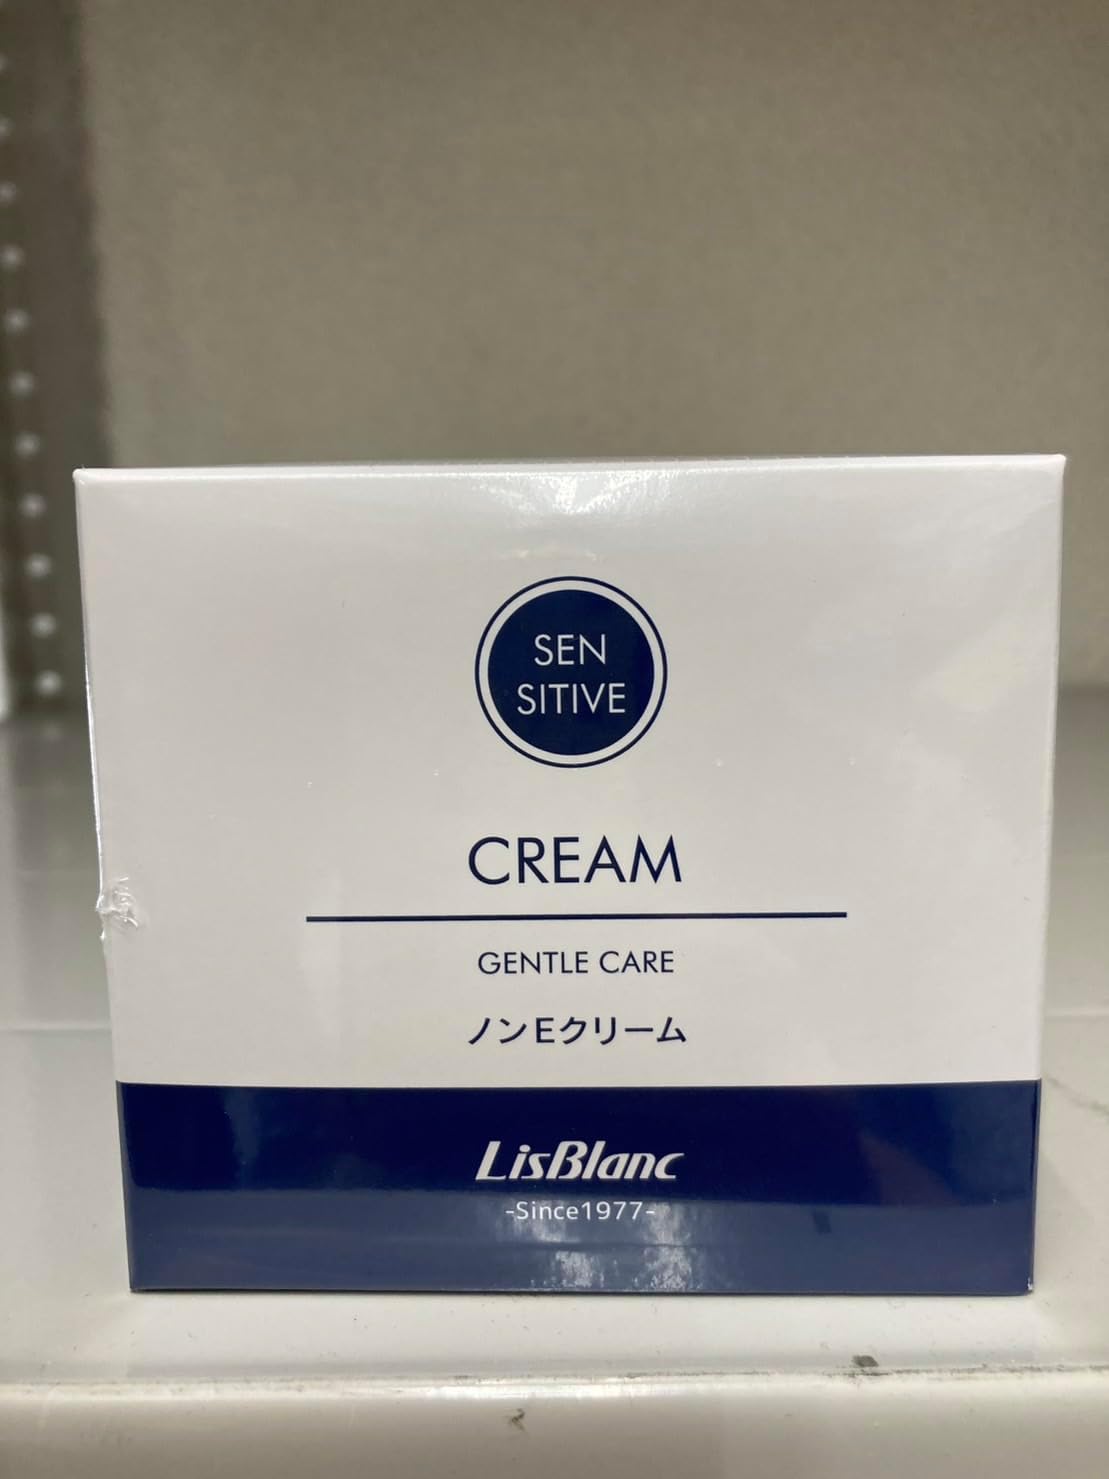 SEN
SITIVE
CREAM
GENTLE CARE
ノンEクリーム
LisBlanc
-Since1977-